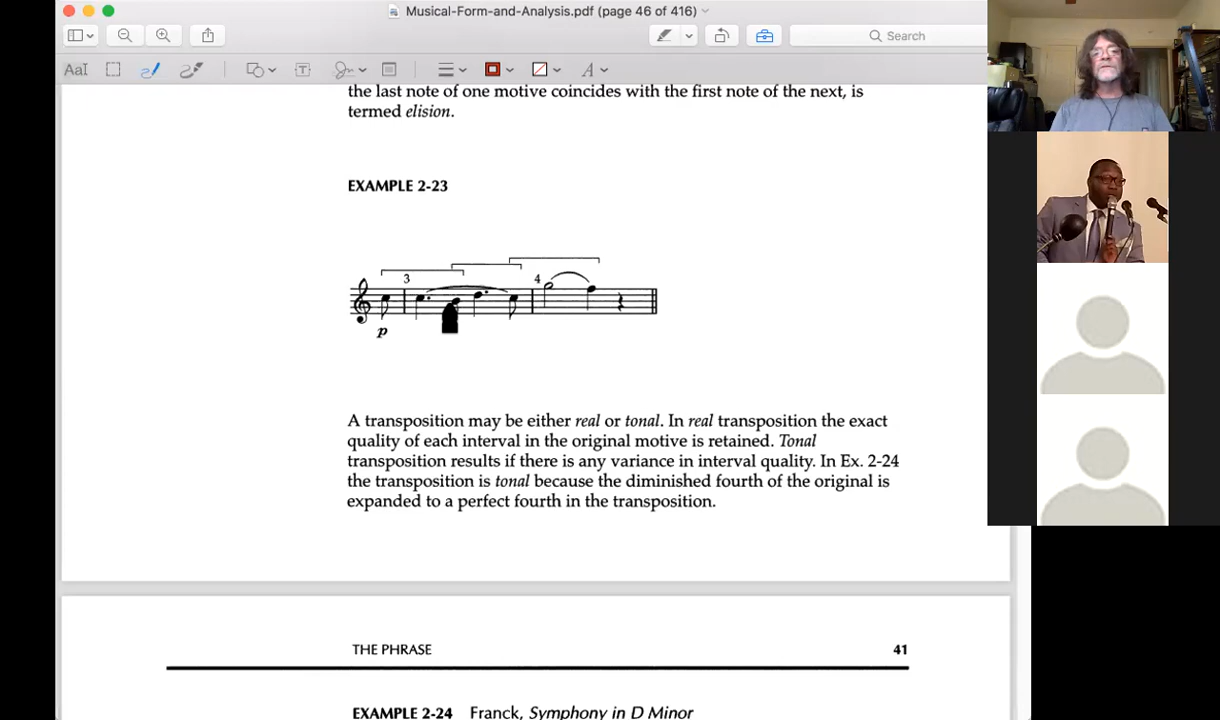 Musical-Form-and-Analysis.pdf (page 46 of 416)
Search
AaI
T
A
the last note of one motive coincides with the first note of the next, is
termed elision.
EXAMPLE 2-23
3
4
p
A transposition may be either real or tonal. In real transposition the exact
quality of each interval in the original motive is retained. Tonal
transposition results if there is any variance in interval quality. In Ex. 2-24
the transposition is tonal because the diminished fourth of the original is
expanded to a perfect fourth in the transposition.
THE PHRASE 41
EXAMPLE 2-24 Franck, Symphony in D Minor